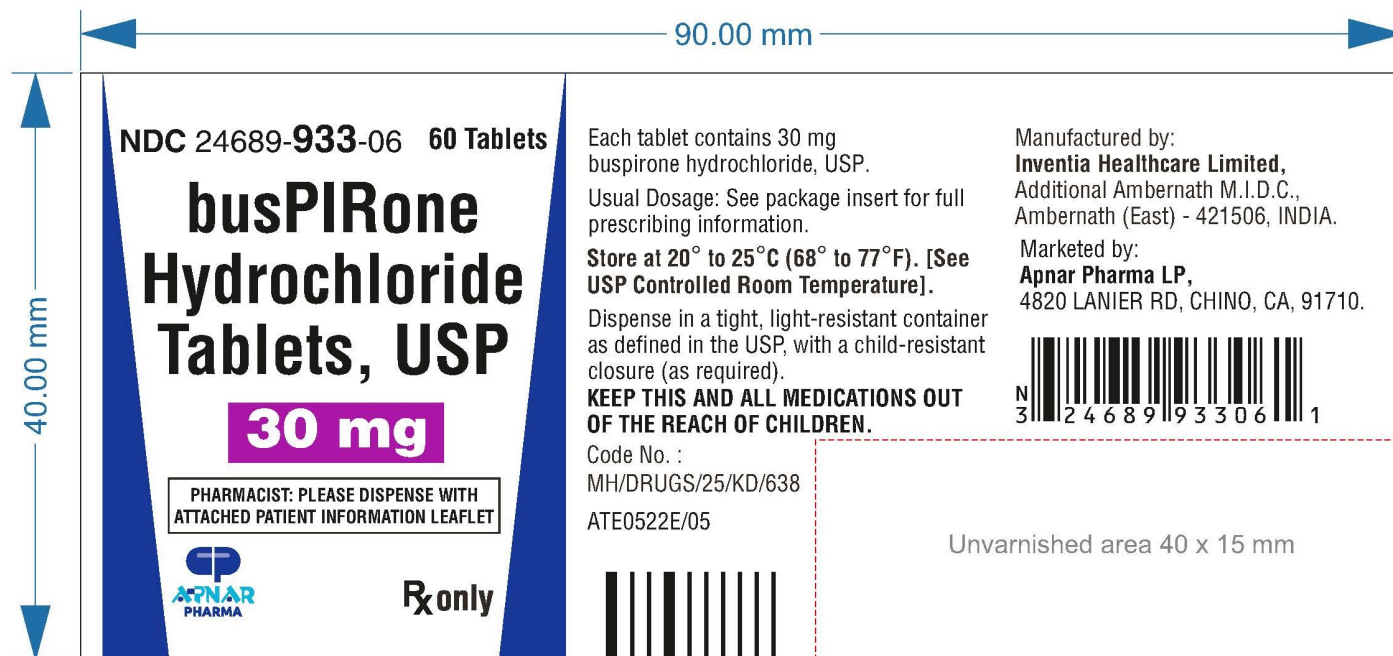 90.00 mm
40.00 mm
NDC 24689-933-06 60 Tablets
busPIRone
Hydrochloride
Tablets, USP
30 mg
PHARMACIST: PLEASE DISPENSE WITH
ATTACHED PATIENT INFORMATION LEAFLET
APNAR
PHARMA
Rx only
Each tablet contains 30 mg
buspirone hydrochloride, USP.
Usual Dosage: See package insert for full
prescribing information.
Store at 20° to 25°C (68° to 77°F). [See
USP Controlled Room Temperature].
Dispense in a tight, light-resistant container
as defined in the USP, with a child-resistant
closure (as required).
KEEP THIS AND ALL MEDICATIONS OUT
OF THE REACH OF CHILDREN.
Code No. :
MH/DRUGS/25/KD/638
ATE0522E/05
Manufactured by:
Inventia Healthcare Limited,
Additional Ambernath M.I.D.C.,
Ambernath (East) - 421506, INDIA.
Marketed by:
Apnar Pharma LP,
4820 LANIER RD, CHINO, CA, 91710.
N
3 24689 93306 1
Unvarnished area 40 x 15 mm